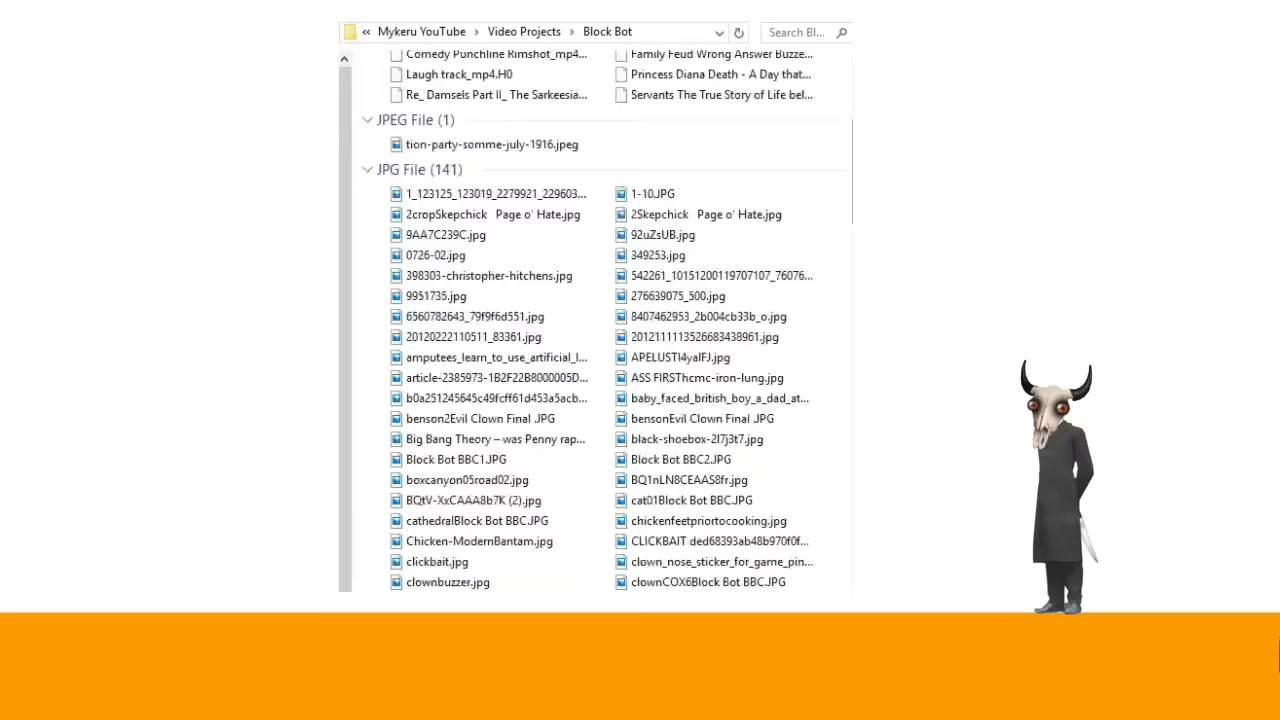 « Mykeru YouTube › Video Projects › Block Bot Search Bl...
Comedy Punchline Rimshot_mp4... Family Feud Wrong Answer Buzze...
Laugh track_mp4.H0 Princess Diana Death - A Day that...
Re_ Damsels Part II_ The Sarkeesia... Servants The True Story of Life bel...
JPEG File (1)
tion-party-somme-july-1916.jpeg
JPG File (141)
1_123125_123019_2279921_229603... 1-10.JPG
2cropSkepchick Page o' Hate.jpg 2Skepchick Page o' Hate.jpg
9AA7C239C.jpg 92uZsUB.jpg
0726-02.jpg 349253.jpg
398303-christopher-hitchens.jpg 542261_10151200119707107_76076...
9951735.jpg 276639075_500.jpg
6560782643_79f9f6d551.jpg 8407462953_2b004cb33b_o.jpg
20120222110511_83361.jpg 2012111113526683438961.jpg
amputees_learn_to_use_artificial_l... APELUSTI4yaIFJ.jpg
article-2385973-1B2F22B8000005D... ASS FIRSThcmc-iron-lung.jpg
b0a251245645c49fcff61d453a5acb... baby_faced_british_boy_a_dad_at...
benson2Evil Clown Final .JPG bensonEvil Clown Final .JPG
Big Bang Theory – was Penny rap... black-shoebox-2l7j3t7.jpg
Block Bot BBC1.JPG Block Bot BBC2.JPG
boxcanyon05road02.jpg BQ1nLN8CEAAS8fr.jpg
BQtV-XxCAAA8b7K (2).jpg cat01Block Bot BBC.JPG
cathedralBlock Bot BBC.JPG chickenfeetpriortocooking.jpg
Chicken-ModernBantam.jpg CLICKBAIT ded68393ab48b970f0f...
clickbait.jpg clown_nose_sticker_for_game_pin...
clownbuzzer.jpg clownCOX6Block Bot BBC.JPG